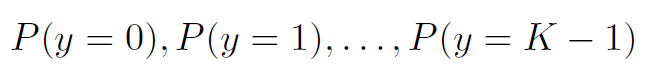 P(y = 0), P(y = 1), . . . , P(y = K − 1)